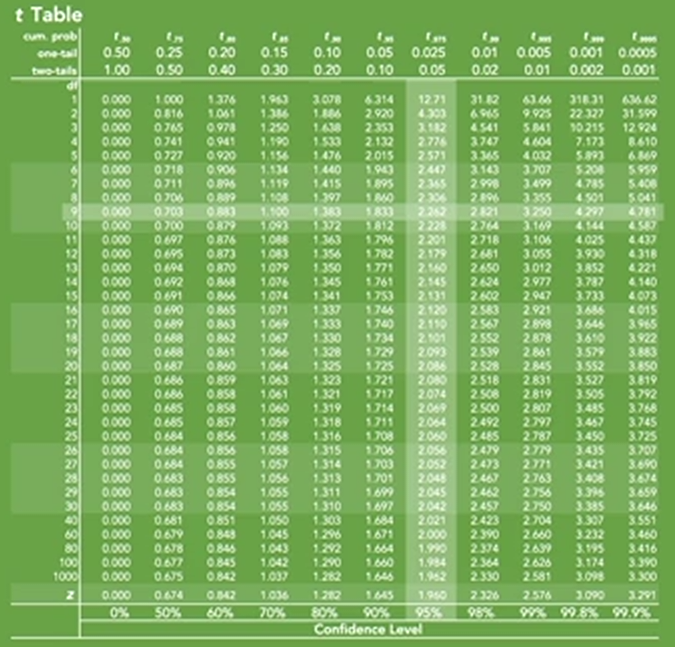 t Table
cum. prob t.50 t.75 t.80 t.85 t.90 t.95 t.975 t.99 t.995 t.999 t.9995
one-tail 0.50 0.25 0.20 0.15 0.10 0.05 0.025 0.01 0.005 0.001 0.0005
two-tails 1.00 0.50 0.40 0.30 0.20 0.10 0.05 0.02 0.01 0.002 0.001
df
1 0.000 1.000 1.376 1.963 3.078 6.314 12.71 31.82 63.66 318.31 636.62
2 0.000 0.816 1.061 1.386 1.886 2.920 4.303 6.965 9.925 22.327 31.599
3 0.000 0.765 0.978 1.250 1.638 2.353 3.182 4.541 5.841 10.215 12.924
4 0.000 0.741 0.941 1.190 1.533 2.132 2.776 3.747 4.604 7.173 8.610
5 0.000 0.727 0.920 1.156 1.476 2.015 2.571 3.365 4.032 5.893 6.869
6 0.000 0.718 0.906 1.134 1.440 1.943 2.447 3.143 3.707 5.208 5.959
7 0.000 0.711 0.896 1.119 1.415 1.895 2.365 2.998 3.499 4.785 5.408
8 0.000 0.706 0.889 1.108 1.397 1.860 2.306 2.896 3.355 4.501 5.041
9 0.000 0.703 0.883 1.100 1.383 1.833 2.262 2.821 3.250 4.297 4.781
10 0.000 0.700 0.879 1.093 1.372 1.812 2.228 2.764 3.169 4.144 4.587
11 0.000 0.697 0.876 1.088 1.363 1.796 2.201 2.718 3.106 4.025 4.437
12 0.000 0.695 0.873 1.083 1.356 1.782 2.179 2.681 3.055 3.930 4.318
13 0.000 0.694 0.870 1.079 1.350 1.771 2.160 2.650 3.012 3.852 4.221
14 0.000 0.692 0.868 1.076 1.345 1.761 2.145 2.624 2.977 3.787 4.140
15 0.000 0.691 0.866 1.074 1.341 1.753 2.131 2.602 2.947 3.733 4.073
16 0.000 0.690 0.865 1.071 1.337 1.746 2.120 2.583 2.921 3.686 4.015
17 0.000 0.689 0.863 1.069 1.333 1.740 2.110 2.567 2.898 3.646 3.965
18 0.000 0.688 0.862 1.067 1.330 1.734 2.101 2.552 2.878 3.610 3.922
19 0.000 0.688 0.861 1.066 1.328 1.729 2.093 2.539 2.861 3.579 3.883
20 0.000 0.687 0.860 1.064 1.325 1.725 2.086 2.528 2.845 3.552 3.850
21 0.000 0.686 0.859 1.063 1.323 1.721 2.080 2.518 2.831 3.527 3.819
22 0.000 0.686 0.858 1.061 1.321 1.717 2.074 2.508 2.819 3.505 3.792
23 0.000 0.685 0.858 1.060 1.319 1.714 2.069 2.500 2.807 3.485 3.768
24 0.000 0.685 0.857 1.059 1.318 1.711 2.064 2.492 2.797 3.467 3.745
25 0.000 0.684 0.856 1.058 1.316 1.708 2.060 2.485 2.787 3.450 3.725
26 0.000 0.684 0.856 1.058 1.315 1.706 2.056 2.479 2.779 3.435 3.707
27 0.000 0.684 0.855 1.057 1.314 1.703 2.052 2.473 2.771 3.421 3.690
28 0.000 0.683 0.855 1.056 1.313 1.701 2.048 2.467 2.763 3.408 3.674
29 0.000 0.683 0.854 1.055 1.311 1.699 2.045 2.462 2.756 3.396 3.659
30 0.000 0.683 0.854 1.055 1.310 1.697 2.042 2.457 2.750 3.385 3.646
40 0.000 0.681 0.851 1.050 1.303 1.684 2.021 2.423 2.704 3.307 3.551
60 0.000 0.679 0.848 1.045 1.296 1.671 2.000 2.390 2.660 3.232 3.460
80 0.000 0.678 0.846 1.043 1.292 1.664 1.990 2.374 2.639 3.195 3.416
100 0.000 0.677 0.845 1.042 1.290 1.660 1.984 2.364 2.626 3.174 3.390
1000 0.000 0.675 0.842 1.037 1.282 1.646 1.962 2.330 2.581 3.098 3.300
z 0.000 0.674 0.842 1.036 1.282 1.645 1.960 2.326 2.576 3.090 3.291
0% 50% 60% 70% 80% 90% 95% 98% 99% 99.8% 99.9%
Confidence Level